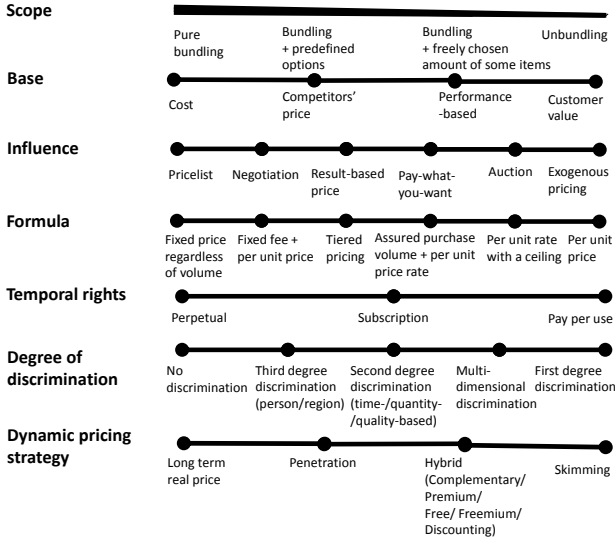 Scope
Pure
bundling
Bundling
+ predefined
options
Bundling
+ freely chosen
amount of some items
Unbundling
Base
Cost
Competitors'
price
Performance
-based
Customer
value
Influence
Pricelist
Negotiation
Result-based
price
Pay-what-
you-want
Auction
Exogenous
pricing
Formula
Fixed price
regardless
of volume
Fixed fee +
per unit price
Tiered
pricing
Assured purchase
volume + per unit
price rate
Per unit rate
with a ceiling
Per unit
price
Temporal rights
Perpetual
Subscription
Pay per use
Degree of
discrimination
No
discrimination
Third degree
discrimination
(person/region)
Second degree
discrimination
(time-/quantity-
/quality-based)
Multi-
dimensional
discrimination
First degree
discrimination
Dynamic pricing
strategy
Long term
real price
Penetration
Hybrid
(Complementary/
Premium/
Free/ Freemium/
Discounting)
Skimming